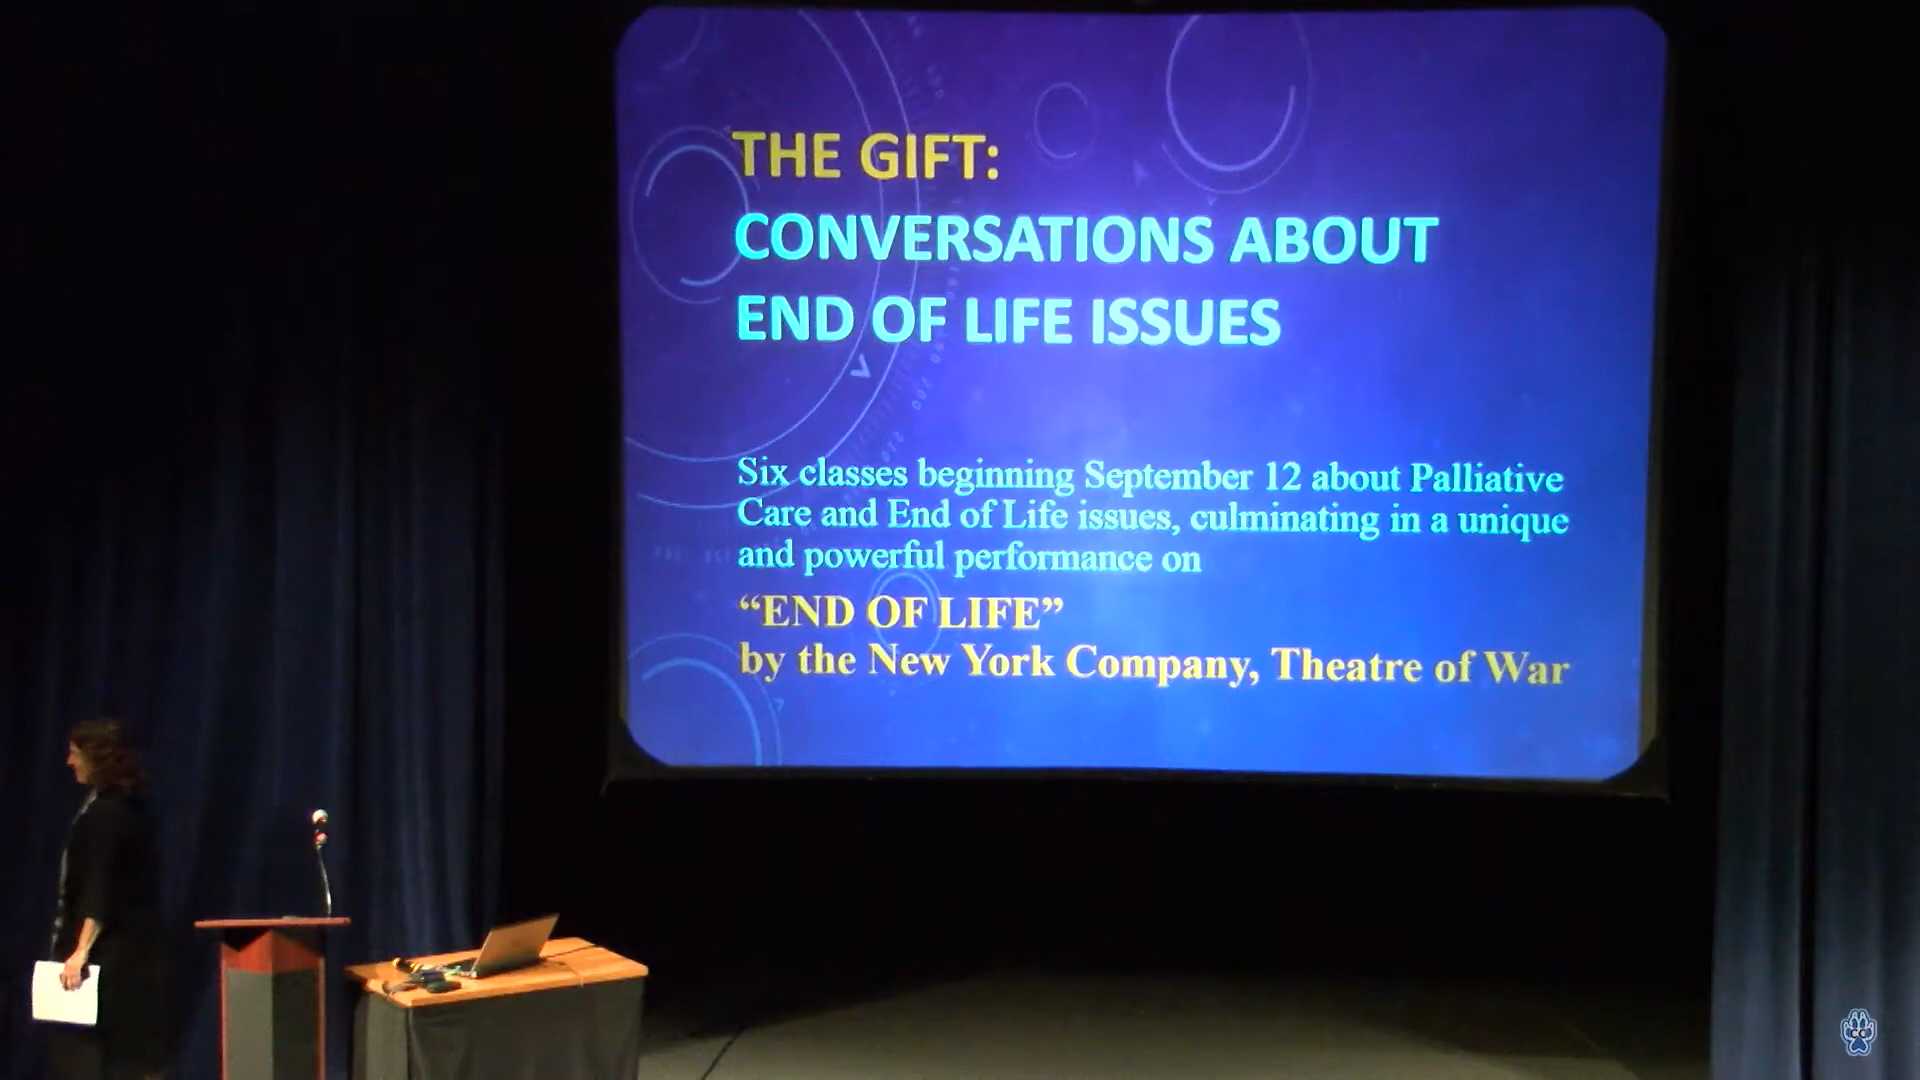 THE GIFT:
CONVERSATIONS ABOUT
END OF LIFE ISSUES
Six classes beginning September 12 about Palliative
Care and End of Life issues, culminating in a unique
and powerful performance on
“END OF LIFE”
by the New York Company, Theatre of War